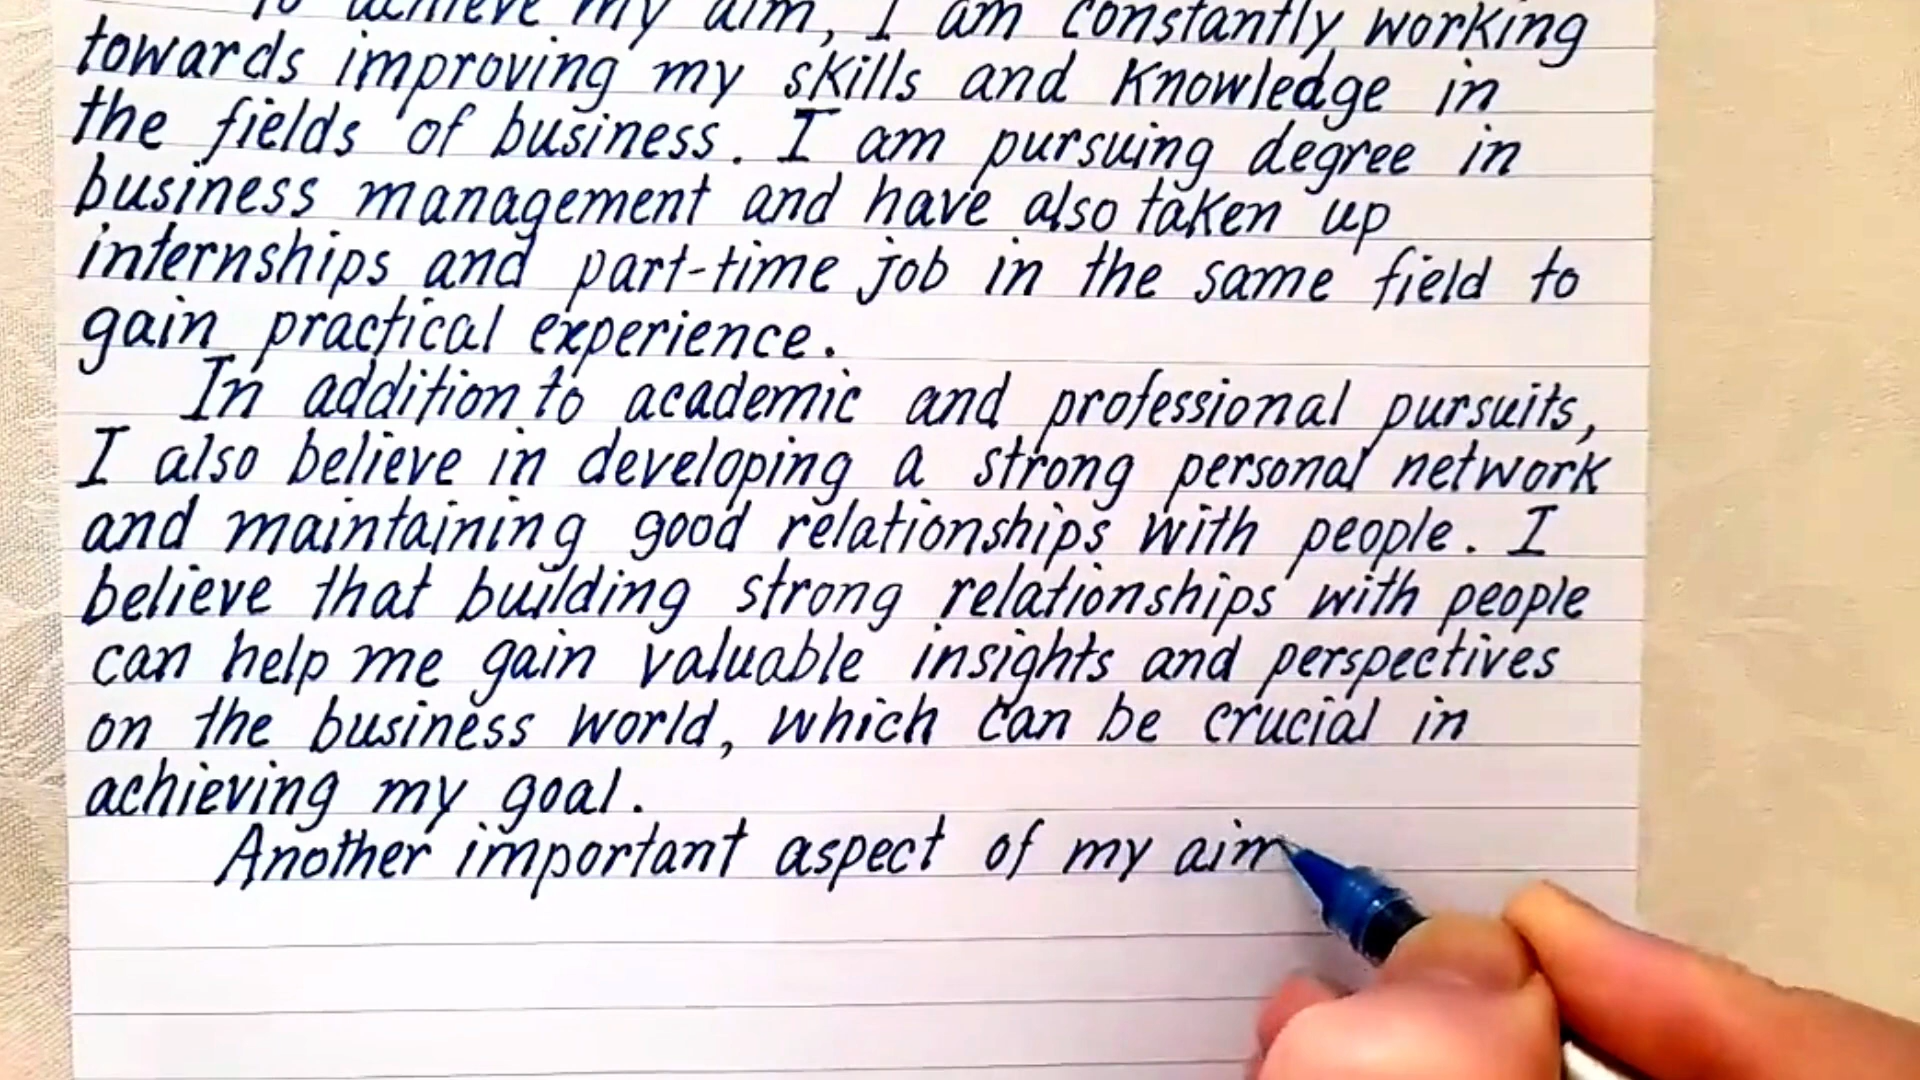 To achieve my aim, I am constantly working
towards improving my skills and knowledge in
the fields of business. I am pursuing degree in
business management and have also taken up
internships and part-time job in the same field to
gain practical experience.
In addition to academic and professional pursuits,
I also believe in developing a strong personal network
and maintaining good relationships with people. I
believe that building strong relationships with people
can help me gain valuable insights and perspectives
on the business world, which can be crucial in
achieving my goal.
Another important aspect of my aim